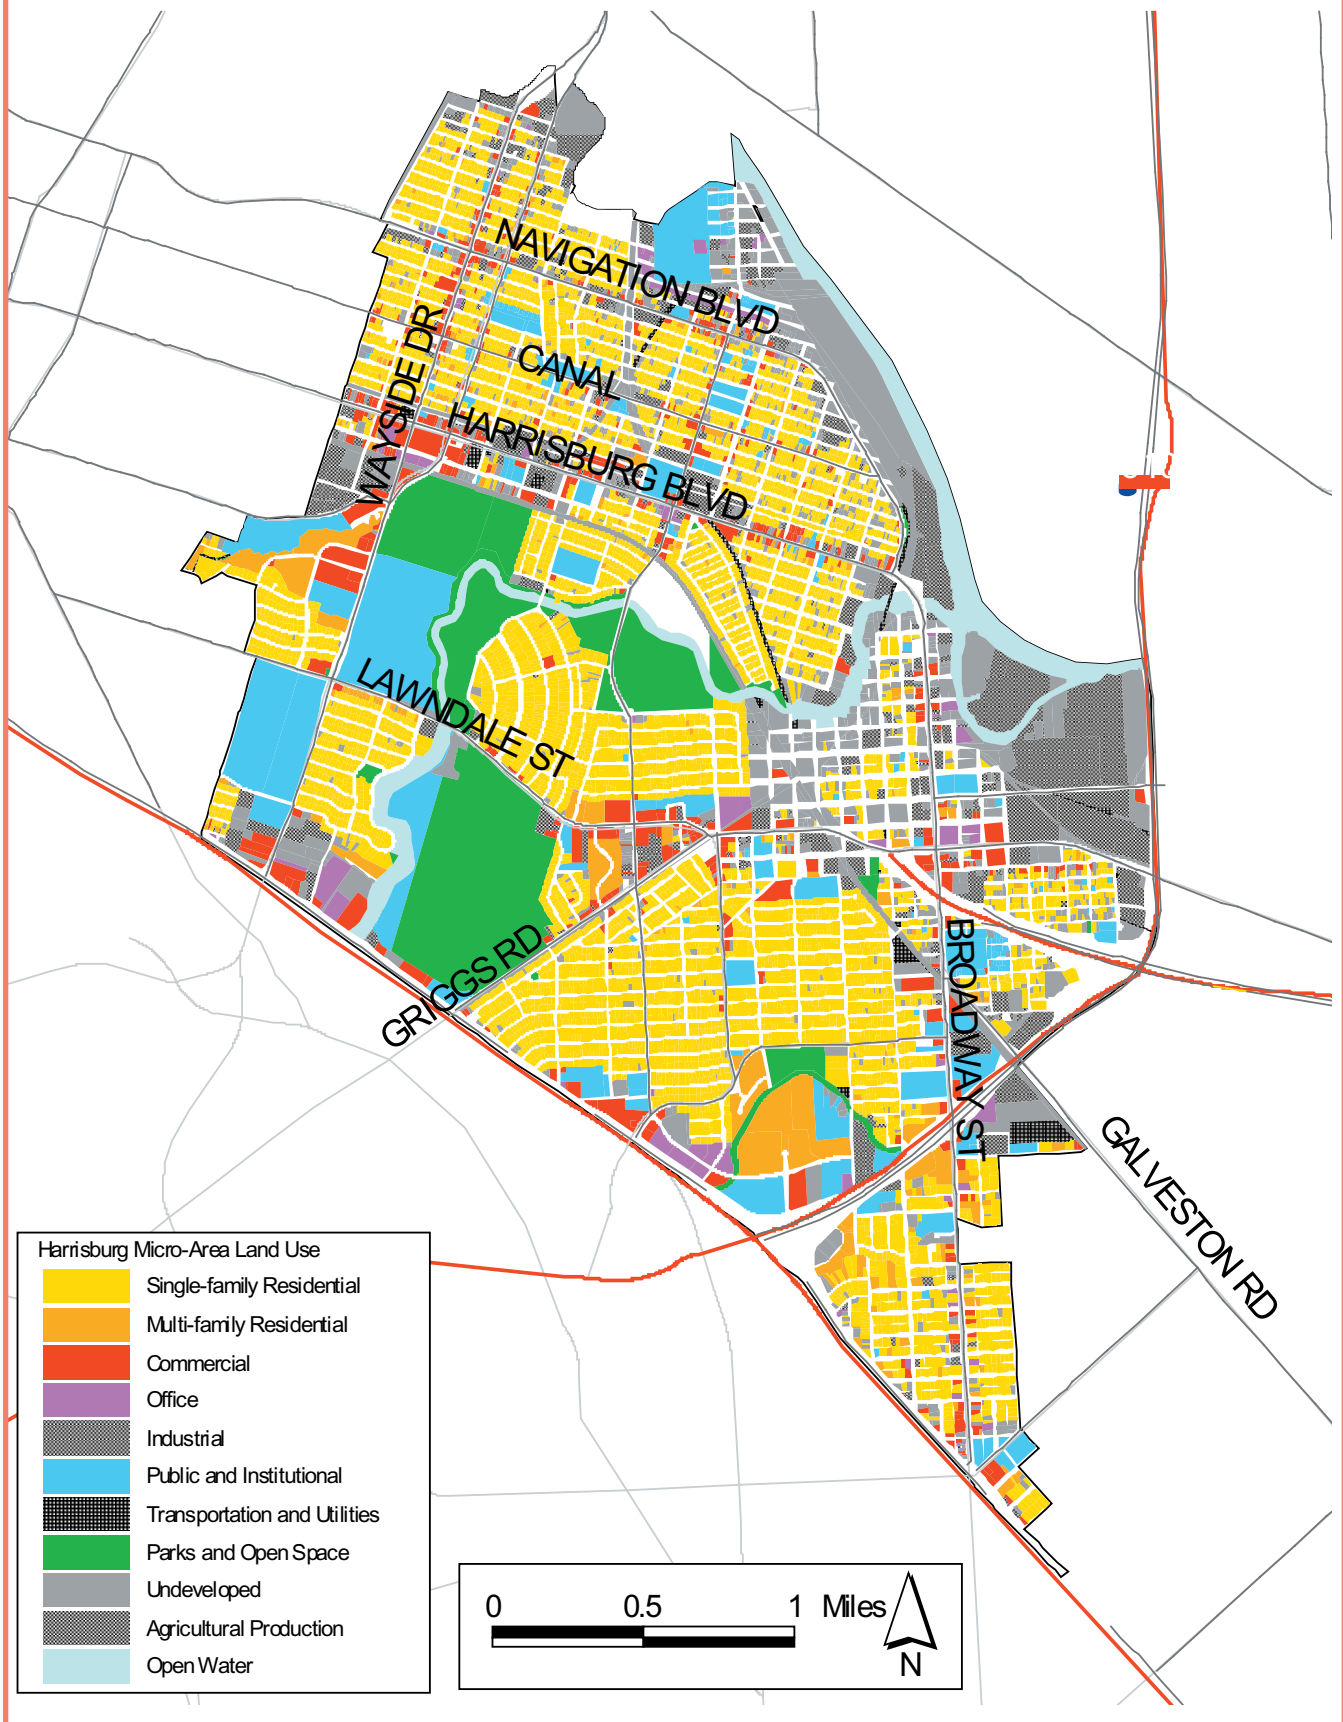 NAVIGATION BLVD
WAYSIDE DR
CANAL
HARRISBURG BLVD
LAWNDALE ST
GRIGGS RD
BROADWAY ST
GALVESTON RD
Harrisburg Micro-Area Land Use
Single-family Residential
Multi-family Residential
Commercial
Office
Industrial
Public and Institutional
Transportation and Utilities
Parks and Open Space
Undeveloped
Agricultural Production
Open Water
0 0.5 1 Miles
N